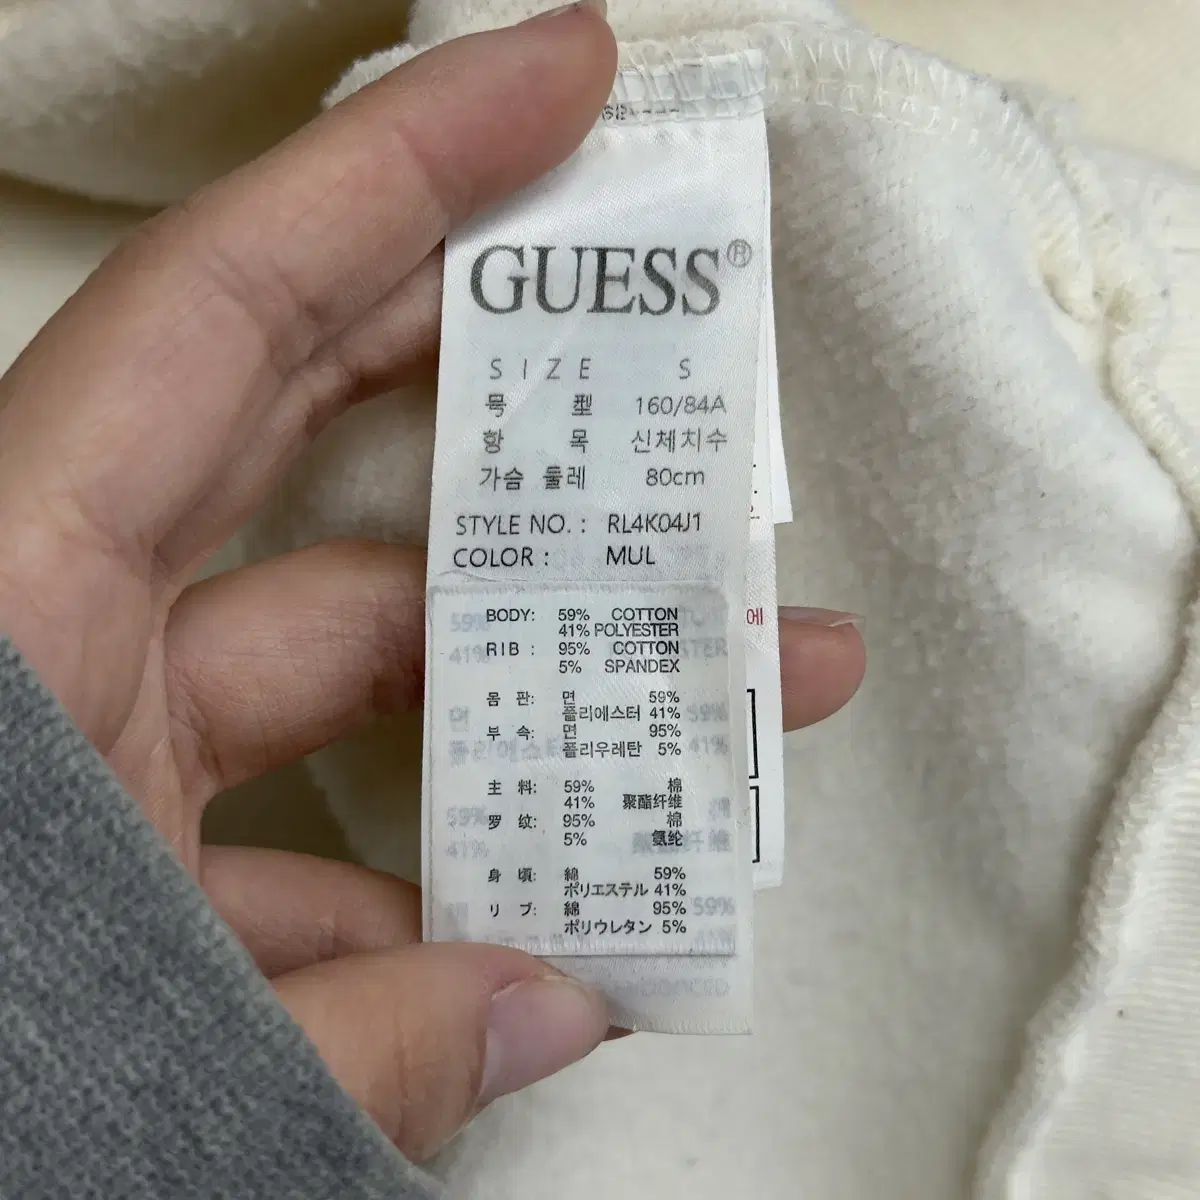 GUESS®
SIZE S
号 型 160/84A
항 목 신체치수
가슴 둘레 80cm
STYLE NO. : RL4K04J1
COLOR : MUL
BODY: 59% COTTON
41% POLYESTER
RIB : 95% COTTON
5% SPANDEX
몸 판: 면 59%
폴리에스터 41%
부 속: 면 95%
폴리우레탄 5%
主 料: 59% 棉
41% 聚酯纤维
罗 纹: 95% 棉
5% 氨纶
身 頃: 綿 59%
ポリエステル 41%
リ ブ: 綿 95%
ポリウレタン 5%
에